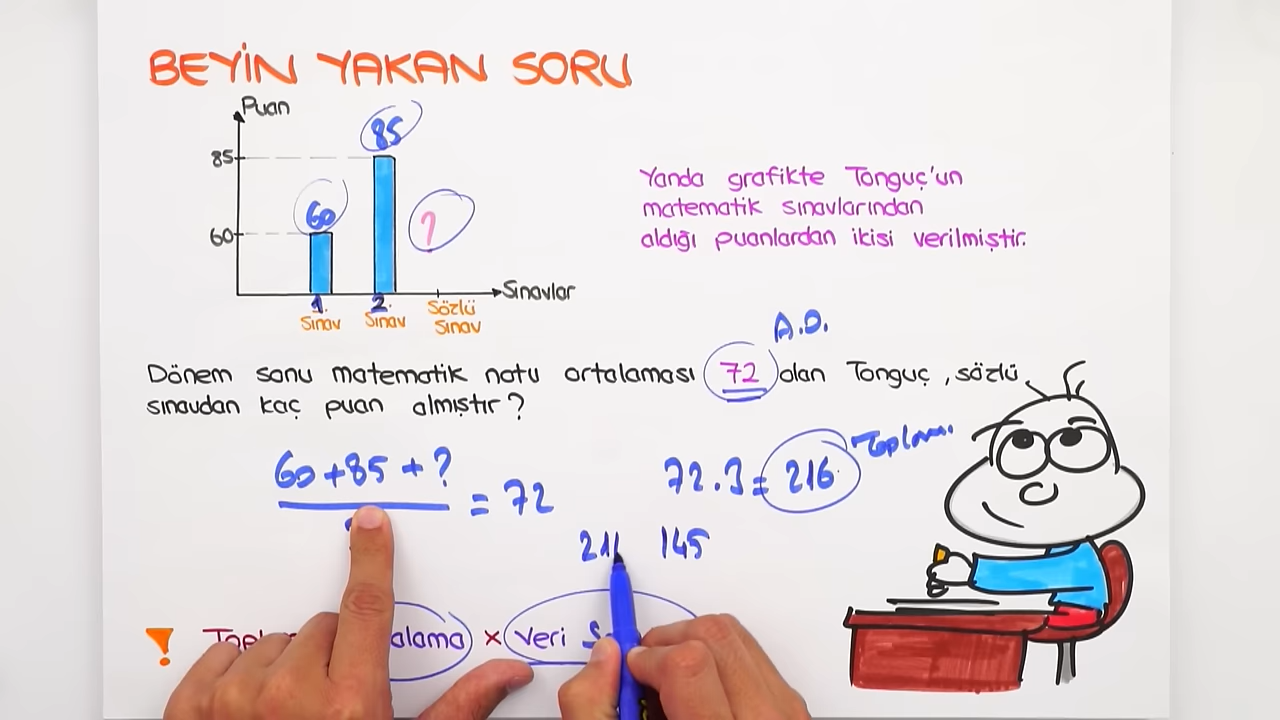 BEYİN YAKAN SORU
Puan
85
85
60
60
?
Sınavlar
1. Sınav
2. Sınav
Sözlü Sınav
Yanda grafikte Tonguç'un
matematik sınavlarından
aldığı puanlardan ikisi verilmiştir.
A.O.
Dönem sonu matematik notu ortalaması 72 olan Tonguç, sözlü
sınavdan kaç puan almıştır?
60+85+? = 72
72.3=216
Toplamı
145
! x Veri